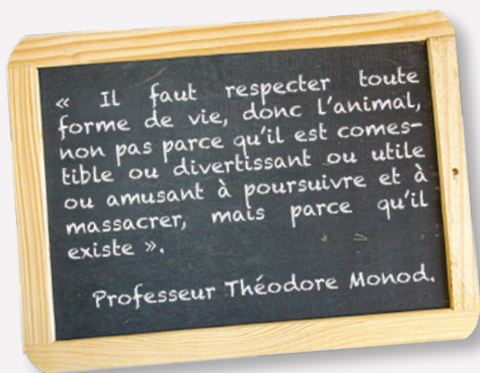 « Il faut respecter toute
forme de vie, donc l'animal,
non pas parce qu'il est comes-
tible ou divertissant ou utile
ou amusant à poursuivre et à
massacrer, mais parce qu'il
existe ».
Professeur Théodore Monod.